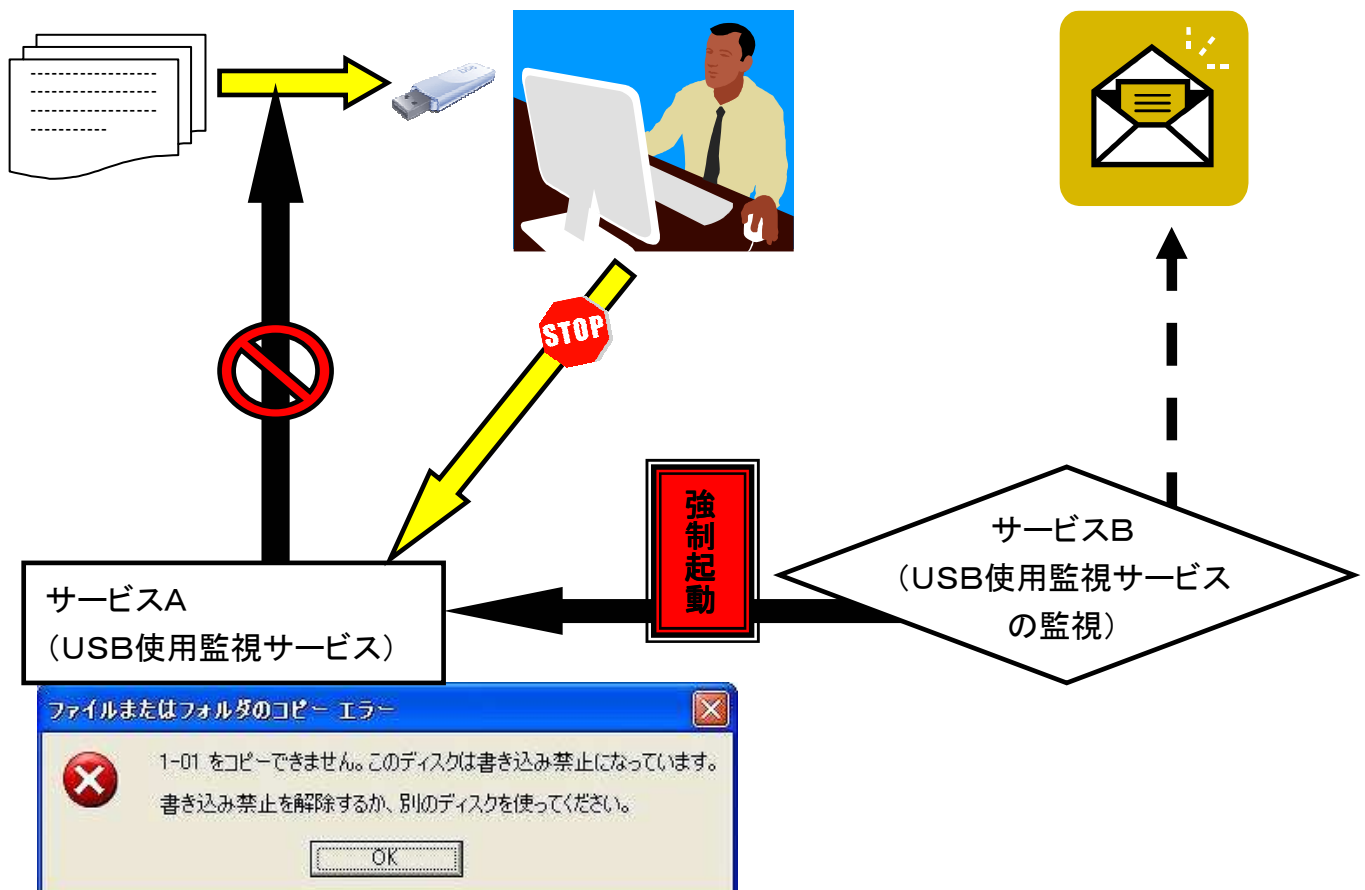 STOP
強制起動
サービスB
（USB使用監視サービス
の監視）
サービスA
（USB使用監視サービス）
ファイルまたはフォルダのコピー エラー
1-01 をコピーできません。このディスクは書き込み禁止になっています。
書き込み禁止を解除するか、別のディスクを使ってください。
OK